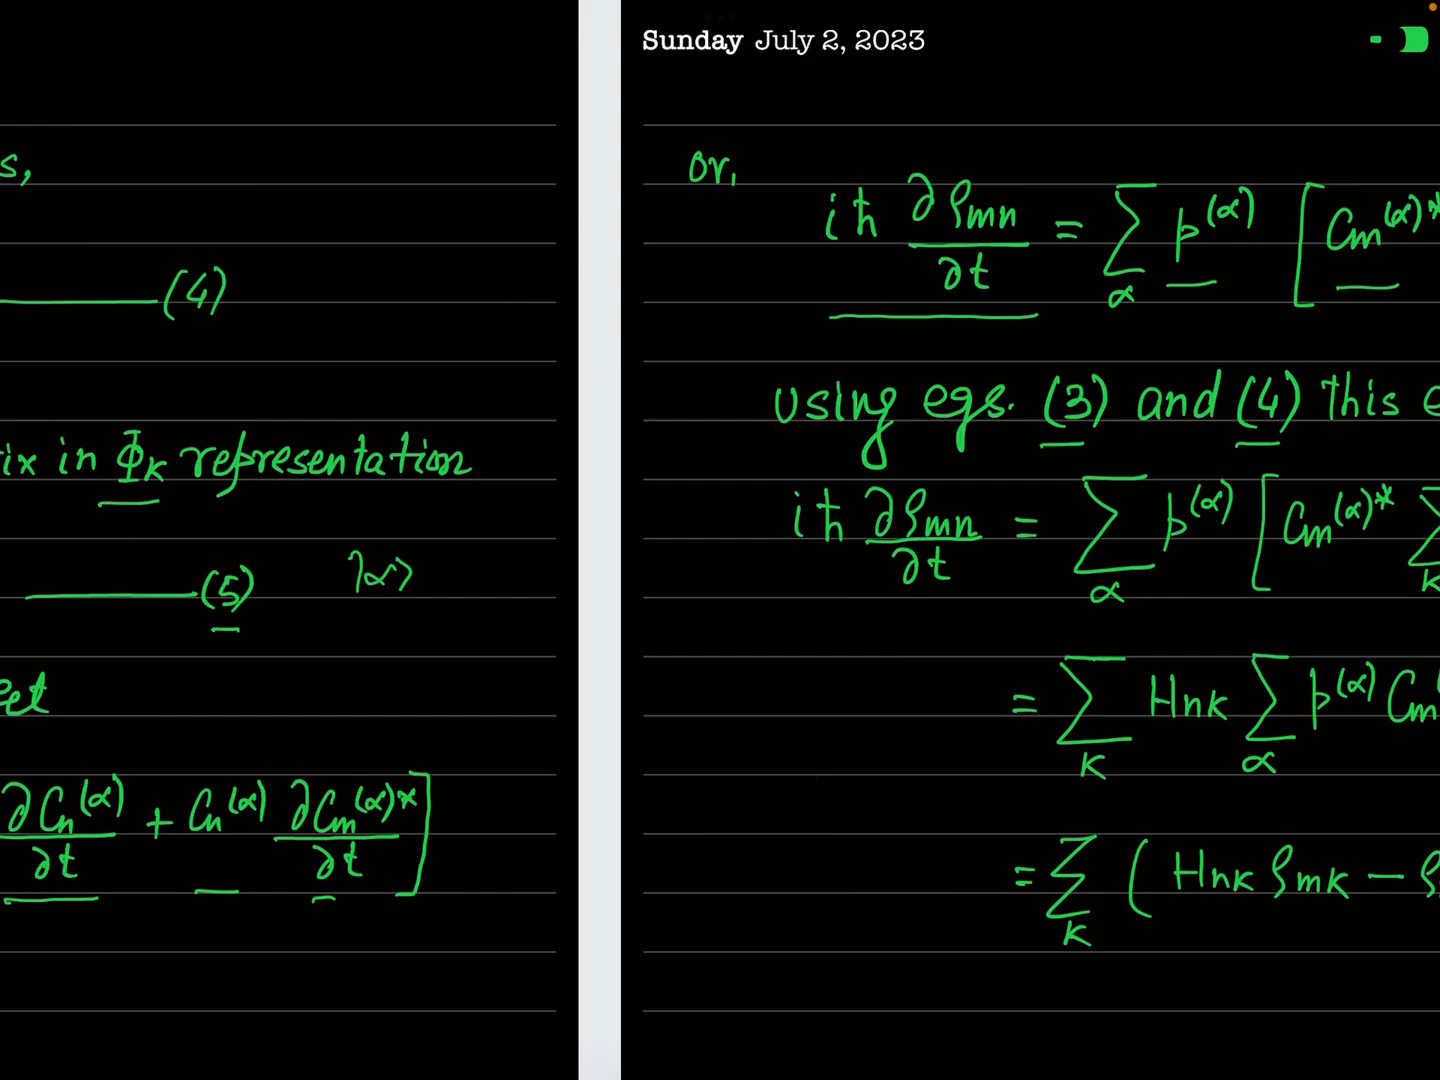 s,
(4)
ix in Φk representation
(5) |α⟩
et
∂Cn^(α)/∂t + Cn^(α) ∂Cm^(α)*/∂t ]
Sunday July 2, 2023
or,
iħ ∂ρmn/∂t = Σα p^(α) [ Cm^(α)*
using eqs. (3) and (4) this e
iħ ∂ρmn/∂t = Σα p^(α) [ Cm^(α)* Σk
= Σk Hnk Σα p^(α) Cm
= Σk ( Hnk ρmk − ρ